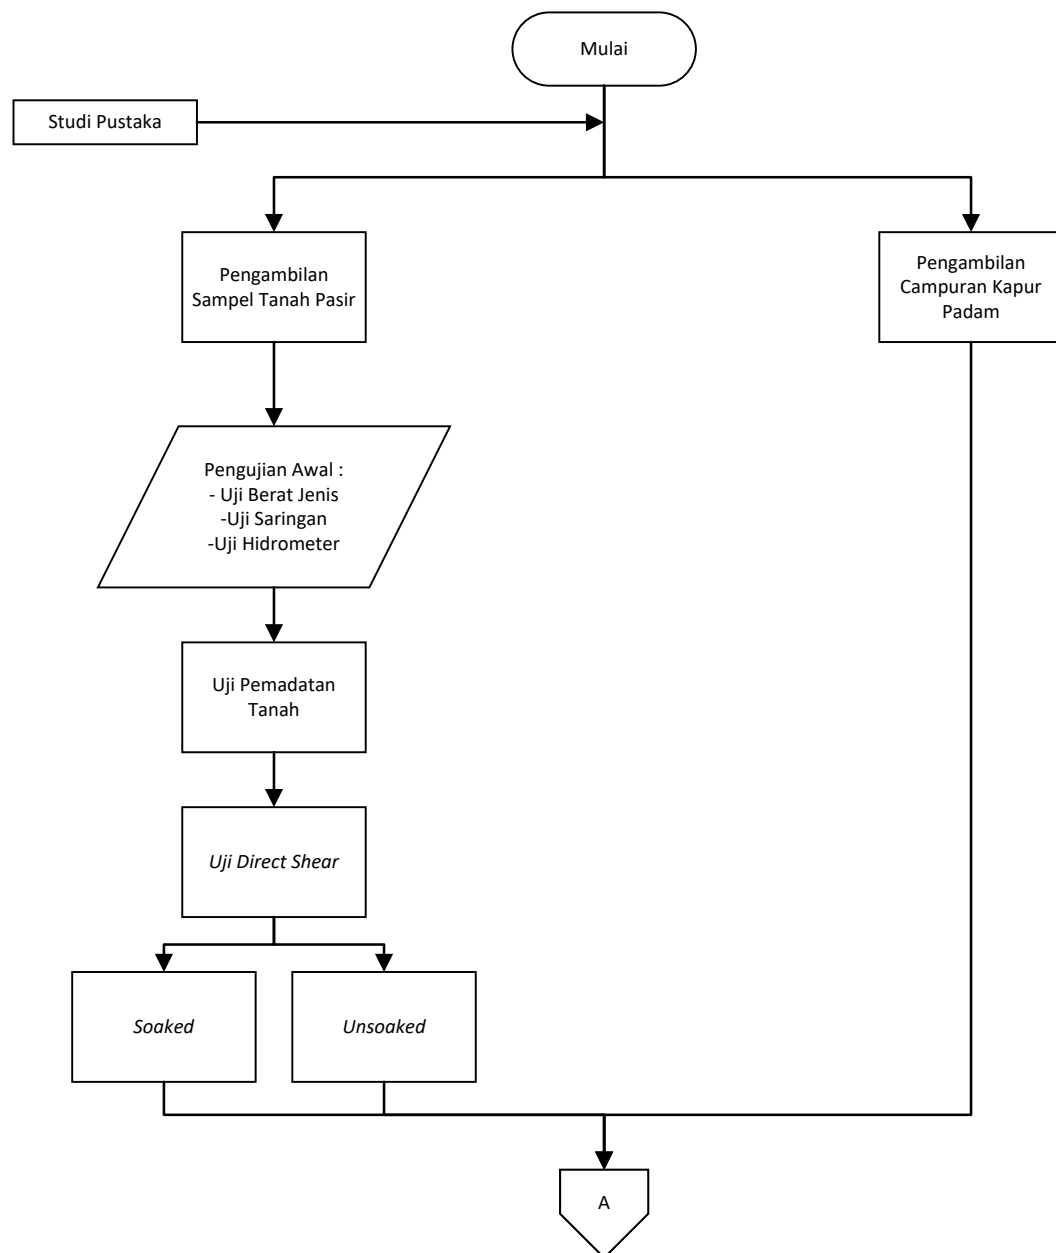 Mulai
Studi Pustaka
Pengambilan
Sampel Tanah Pasir
Pengambilan
Campuran Kapur
Padam
Pengujian Awal :
- Uji Berat Jenis
-Uji Saringan
-Uji Hidrometer
Uji Pemadatan
Tanah
Uji Direct Shear
Soaked
Unsoaked
A